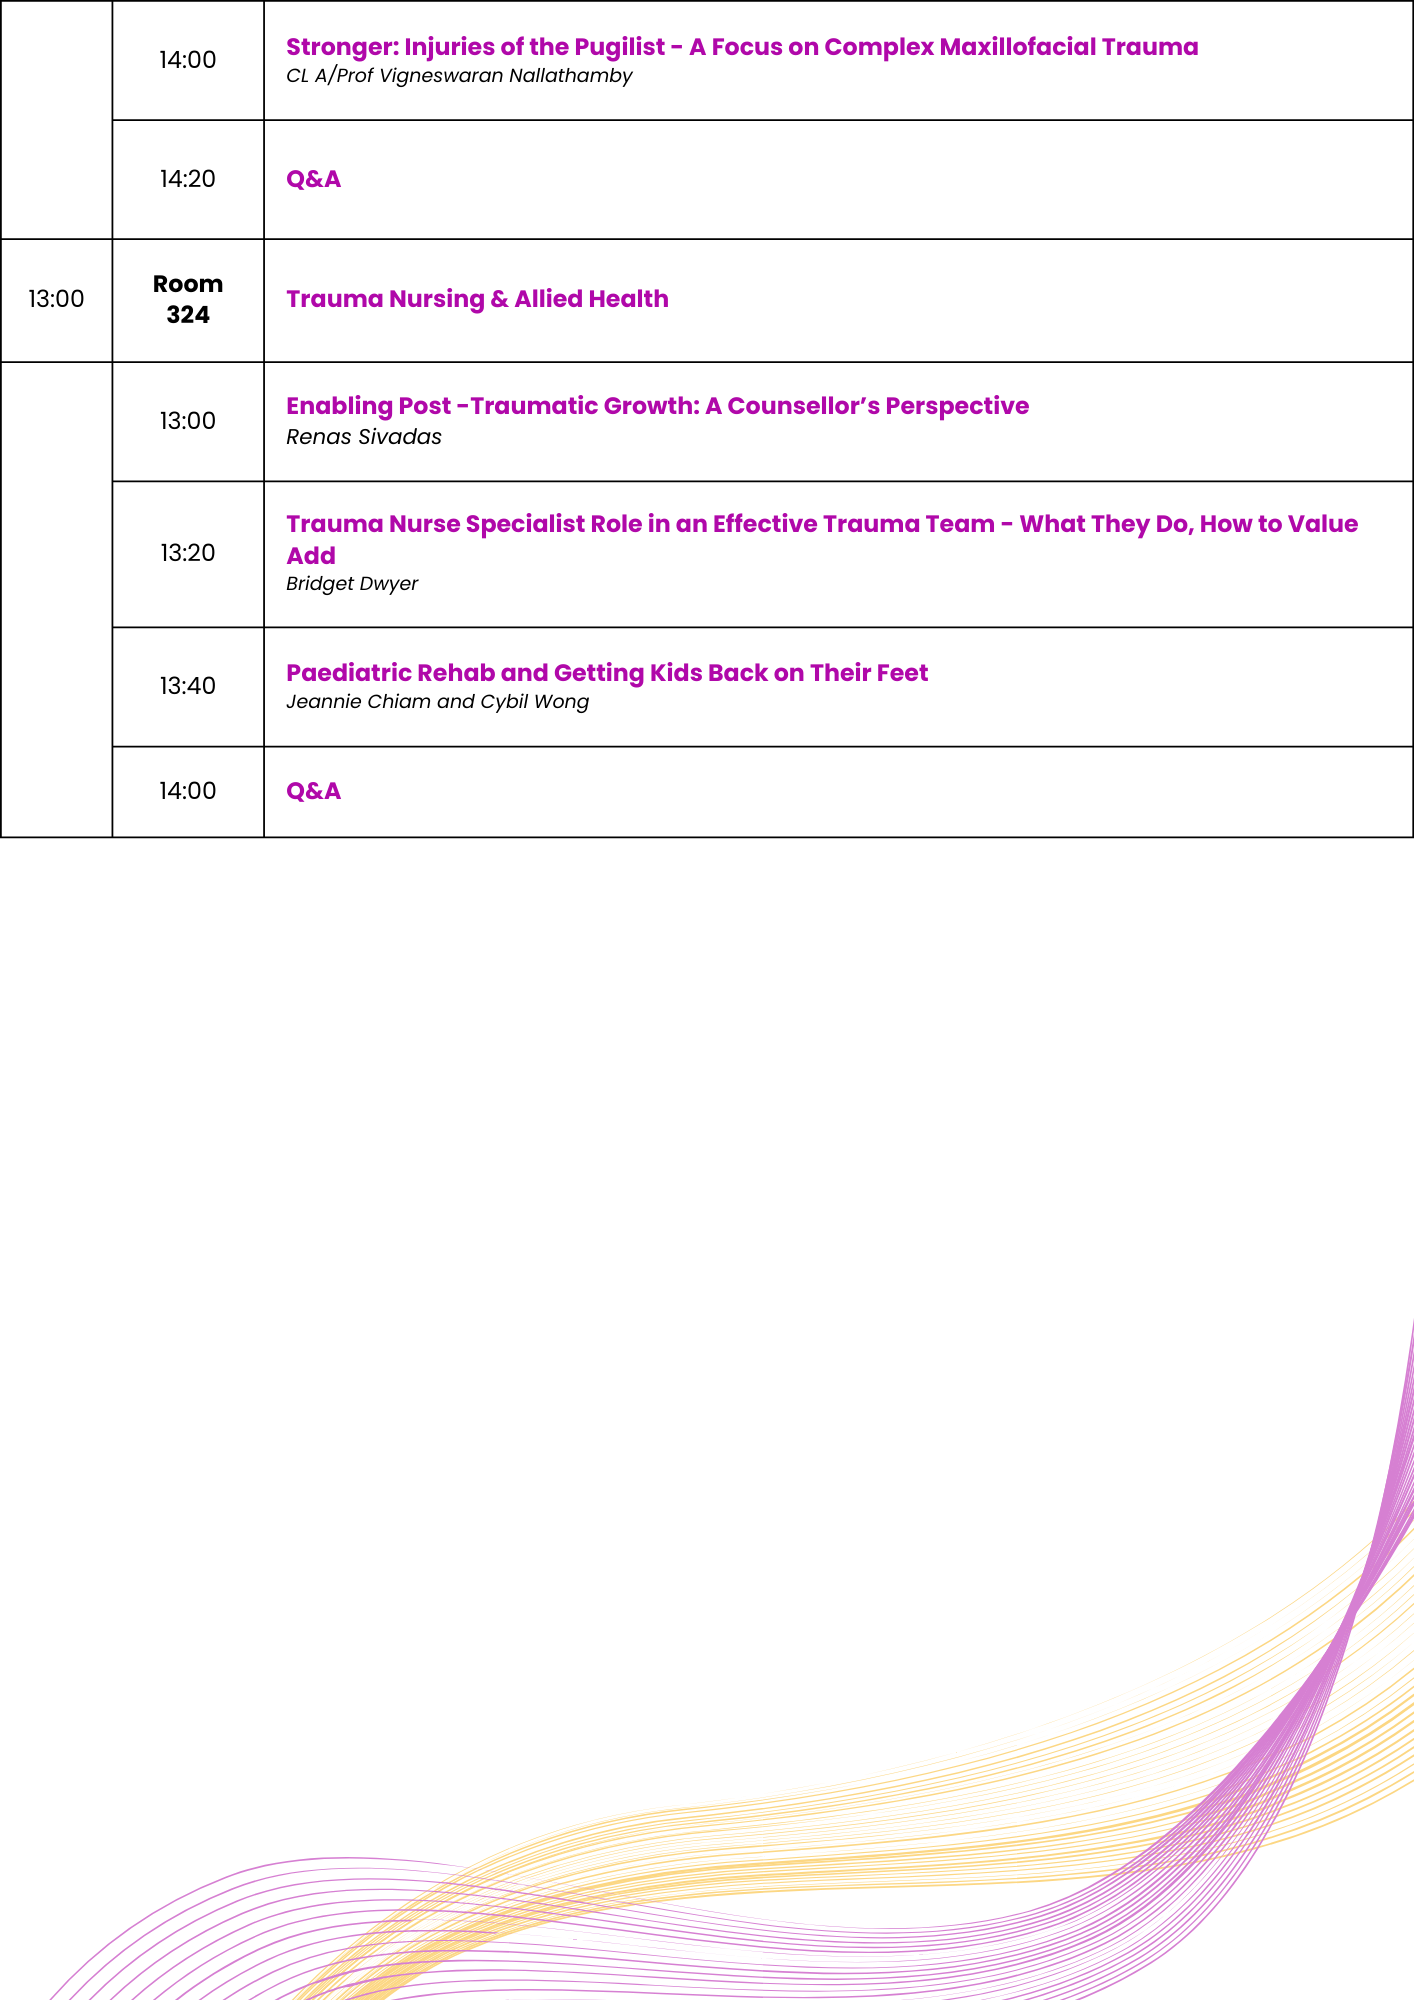 14:00
Stronger: Injuries of the Pugilist - A Focus on Complex Maxillofacial Trauma
CL A/Prof Vigneswaran Nallathamby
14:20
Q&A
13:00
Room
324
Trauma Nursing & Allied Health
13:00
Enabling Post -Traumatic Growth: A Counsellor’s Perspective
Renas Sivadas
13:20
Trauma Nurse Specialist Role in an Effective Trauma Team - What They Do, How to Value
Add
Bridget Dwyer
13:40
Paediatric Rehab and Getting Kids Back on Their Feet
Jeannie Chiam and Cybil Wong
14:00
Q&A